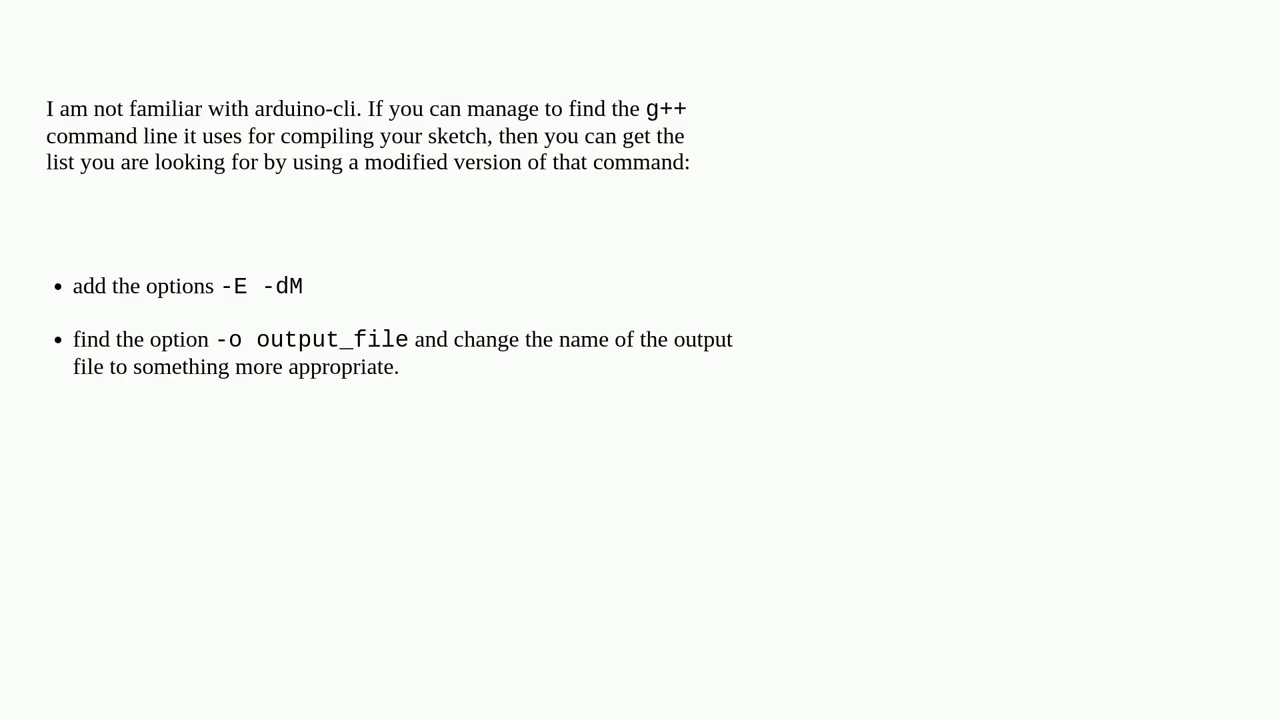 I am not familiar with arduino-cli. If you can manage to find the g++
command line it uses for compiling your sketch, then you can get the
list you are looking for by using a modified version of that command:
• add the options -E -dM
• find the option -o output_file and change the name of the output
file to something more appropriate.